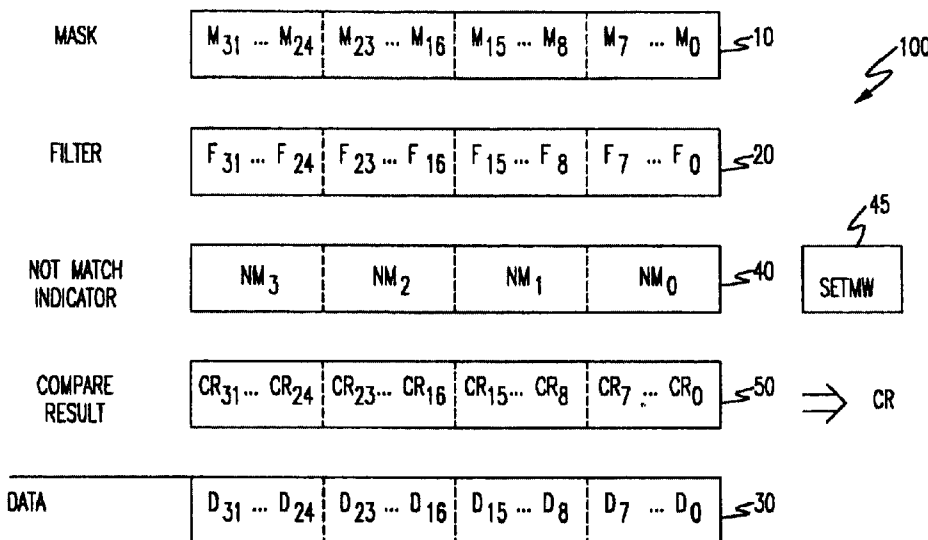 MASK M31 ... M24 M23 ... M16 M15 ... M8 M7 ... M0 10
100
FILTER F31 ... F24 F23 ... F16 F15 ... F8 F7 ... F0 20
45
NOT MATCH
INDICATOR NM3 NM2 NM1 NM0 40 SETMW
COMPARE
RESULT CR31... CR24 CR23... CR16 CR15... CR8 CR7 ... CR0 50 ⇒ CR
DATA D31 ... D24 D23 ... D16 D15 ... D8 D7 ... D0 30